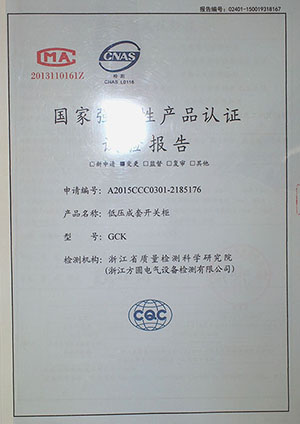 报告编号:02401-150019318167
MA
2013110161Z
CNAS
检测
CNAS L0116
国家强 性产品认证
试验报告
□新申请 ■变更 □监督 □复审 □其他
申请编号: A2015CCC0301-2185176
产品名称: 低压成套开关柜
型 号: GCK
检测机构: 浙江省质量检测科学研究院
(浙江方圆电气设备检测有限公司)
CQC